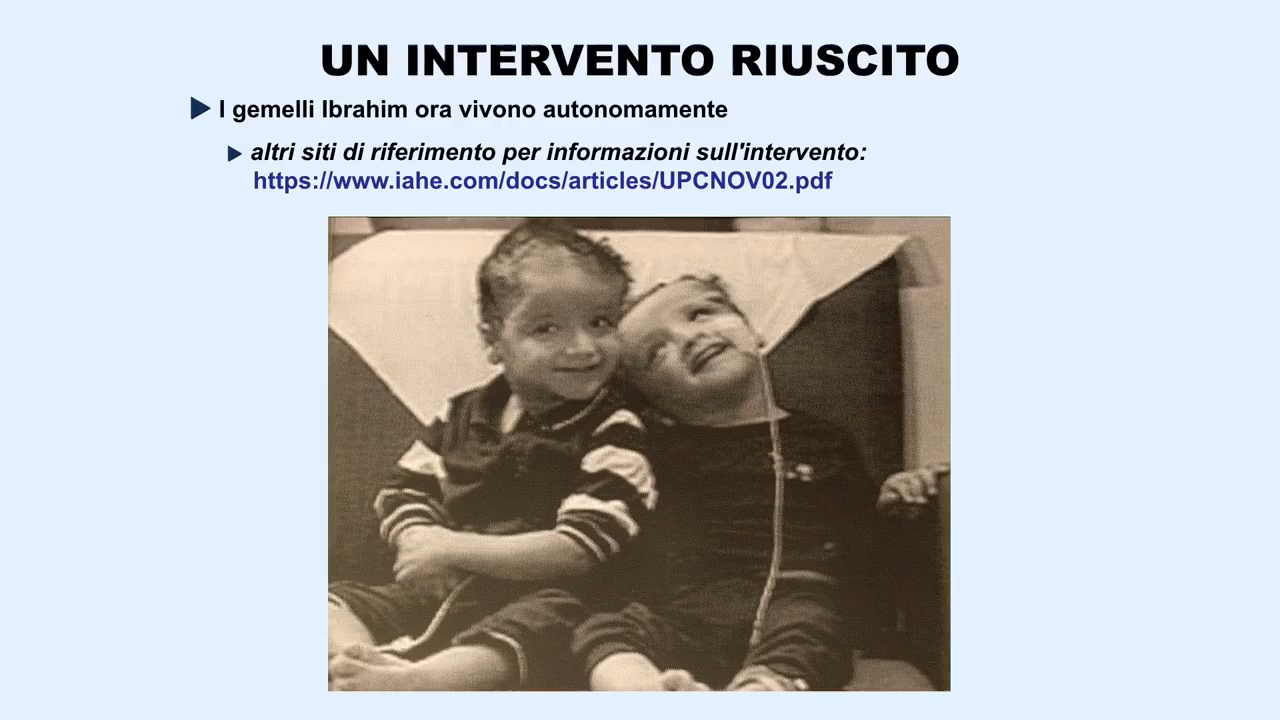 UN INTERVENTO RIUSCITO
I gemelli Ibrahim ora vivono autonomamente
altri siti di riferimento per informazioni sull'intervento:
https://www.iahe.com/docs/articles/UPCNOV02.pdf